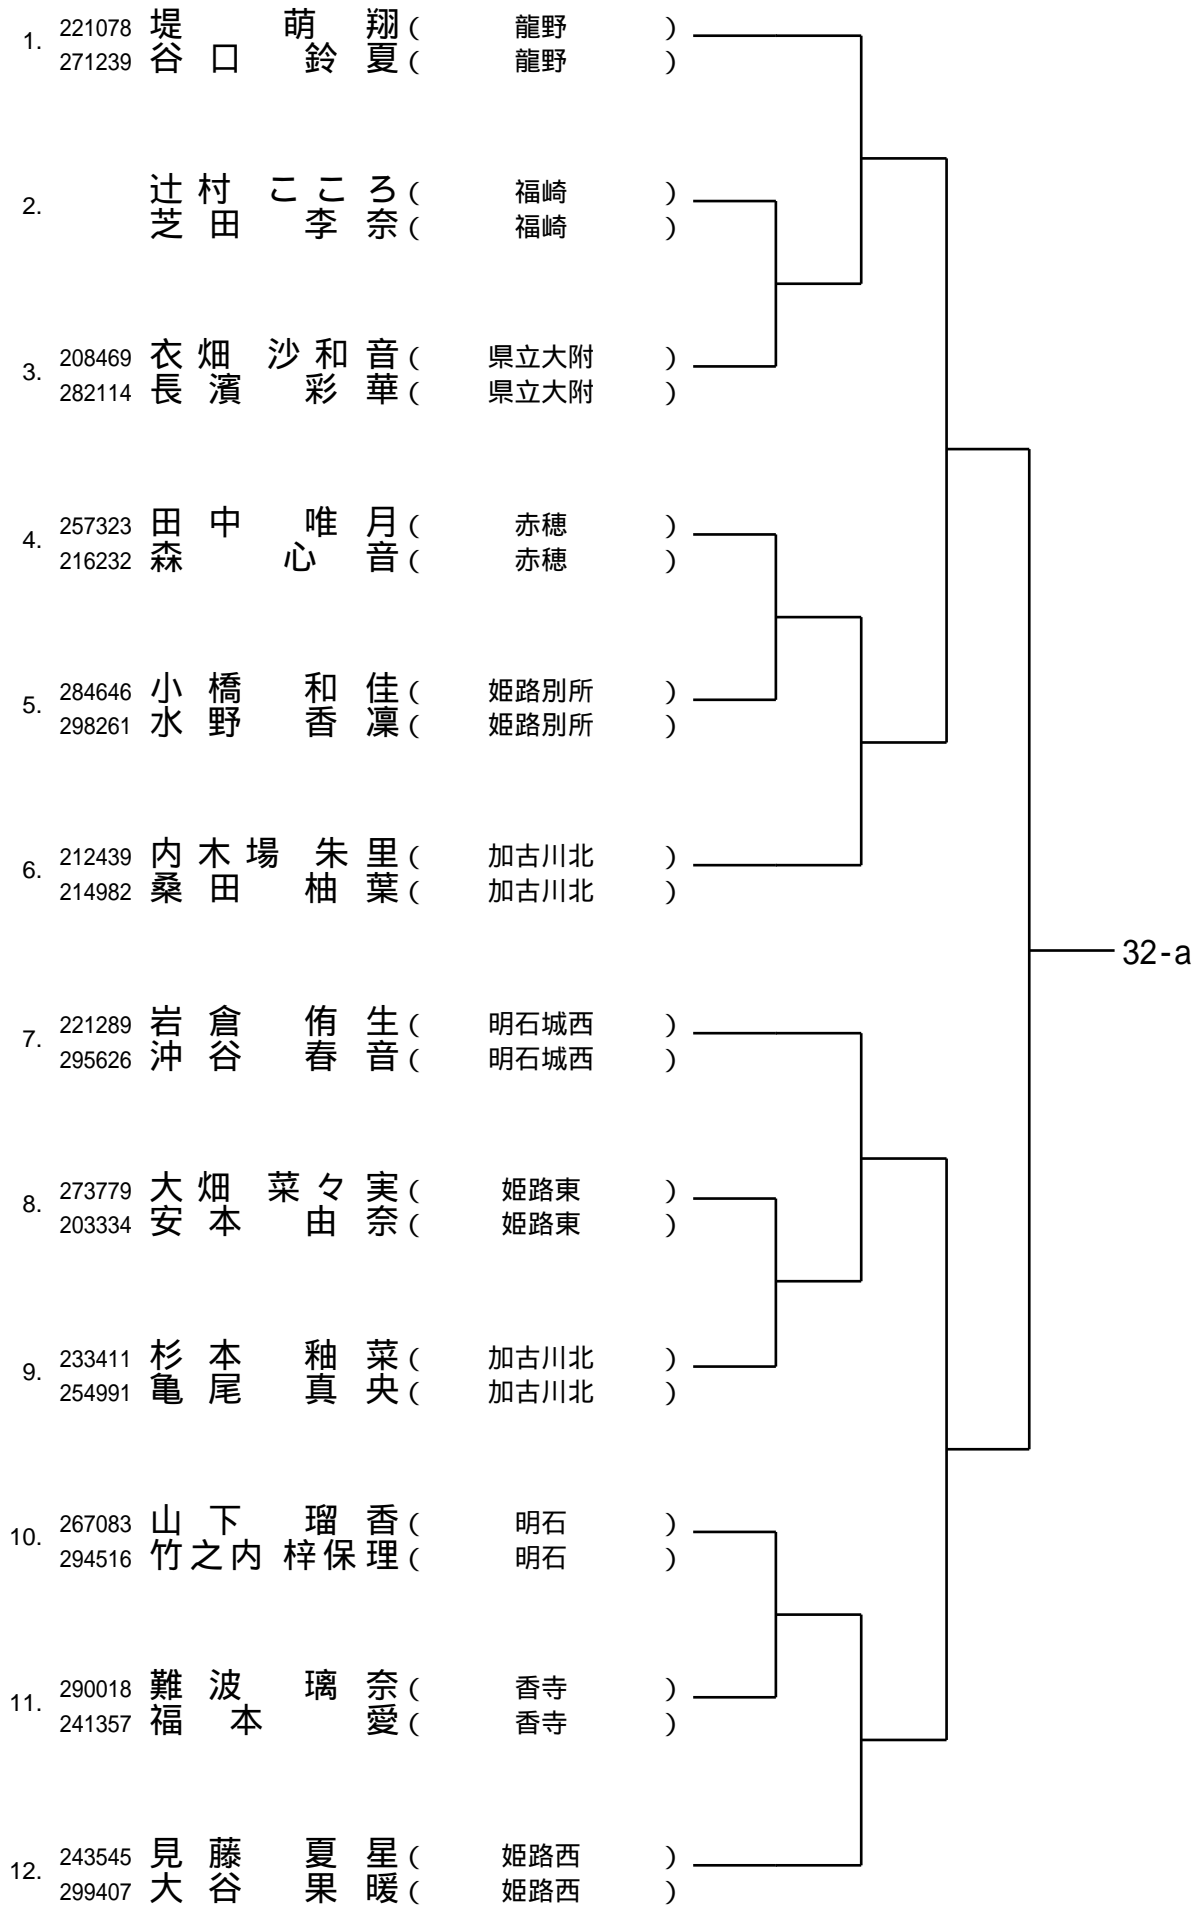 1. 221078 堤 萌翔 ( 龍野 )
271239 谷口 鈴夏 ( 龍野 )
2. 辻村 こころ ( 福崎 )
芝田 李奈 ( 福崎 )
3. 208469 衣畑 沙和音 ( 県立大附 )
282114 長濱 彩華 ( 県立大附 )
4. 257323 田中 唯月 ( 赤穂 )
216232 森 心音 ( 赤穂 )
5. 284646 小橋 和佳 ( 姫路別所 )
298261 水野 香凜 ( 姫路別所 )
6. 212439 内木場 朱里 ( 加古川北 )
214982 桑田 柚葉 ( 加古川北 )
32-a
7. 221289 岩倉 侑生 ( 明石城西 )
295626 沖谷 春音 ( 明石城西 )
8. 273779 大畑 菜々実 ( 姫路東 )
203334 安本 由奈 ( 姫路東 )
9. 233411 杉本 釉菜 ( 加古川北 )
254991 亀尾 真央 ( 加古川北 )
10. 267083 山下 瑠香 ( 明石 )
294516 竹之内 梓保理 ( 明石 )
11. 290018 難波 璃奈 ( 香寺 )
241357 福本 愛 ( 香寺 )
12. 243545 見藤 夏星 ( 姫路西 )
299407 大谷 果暖 ( 姫路西 )